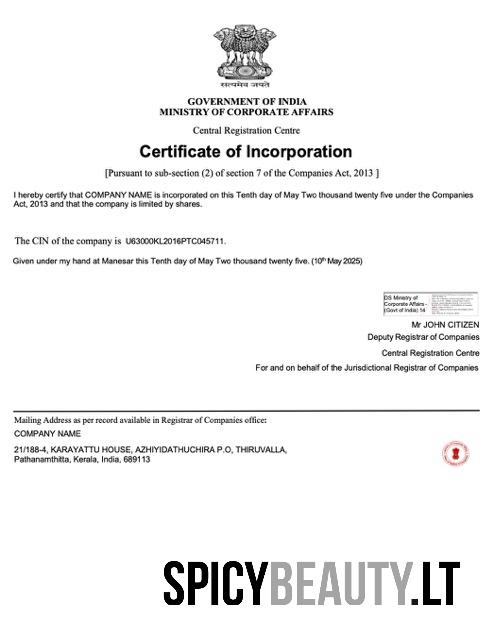 सत्यमेव जयते
GOVERNMENT OF INDIA
MINISTRY OF CORPORATE AFFAIRS
Central Registration Centre
Certificate of Incorporation
[Pursuant to sub-section (2) of section 7 of the Companies Act, 2013 ]
I hereby certify that COMPANY NAME is incorporated on this Tenth day of May Two thousand twenty five under the Companies
Act, 2013 and that the company is limited by shares.
The CIN of the company is U63000KL2016PTC045711.
Given under my hand at Manesar this Tenth day of May Two thousand twenty five. (10th May 2025)
DS Ministry of
Corporate Affairs -
(Govt of India) 14
Mr JOHN CITIZEN
Deputy Registrar of Companies
Central Registration Centre
For and on behalf of the Jurisdictional Registrar of Companies
Mailing Address as per record available in Registrar of Companies office:
COMPANY NAME
21/188-4, KARAYATTU HOUSE, AZHIYIDATHUCHIRA P.O, THIRUVALLA,
Pathanamthitta, Kerala, India, 689113
SPICYBEAUTY.LT